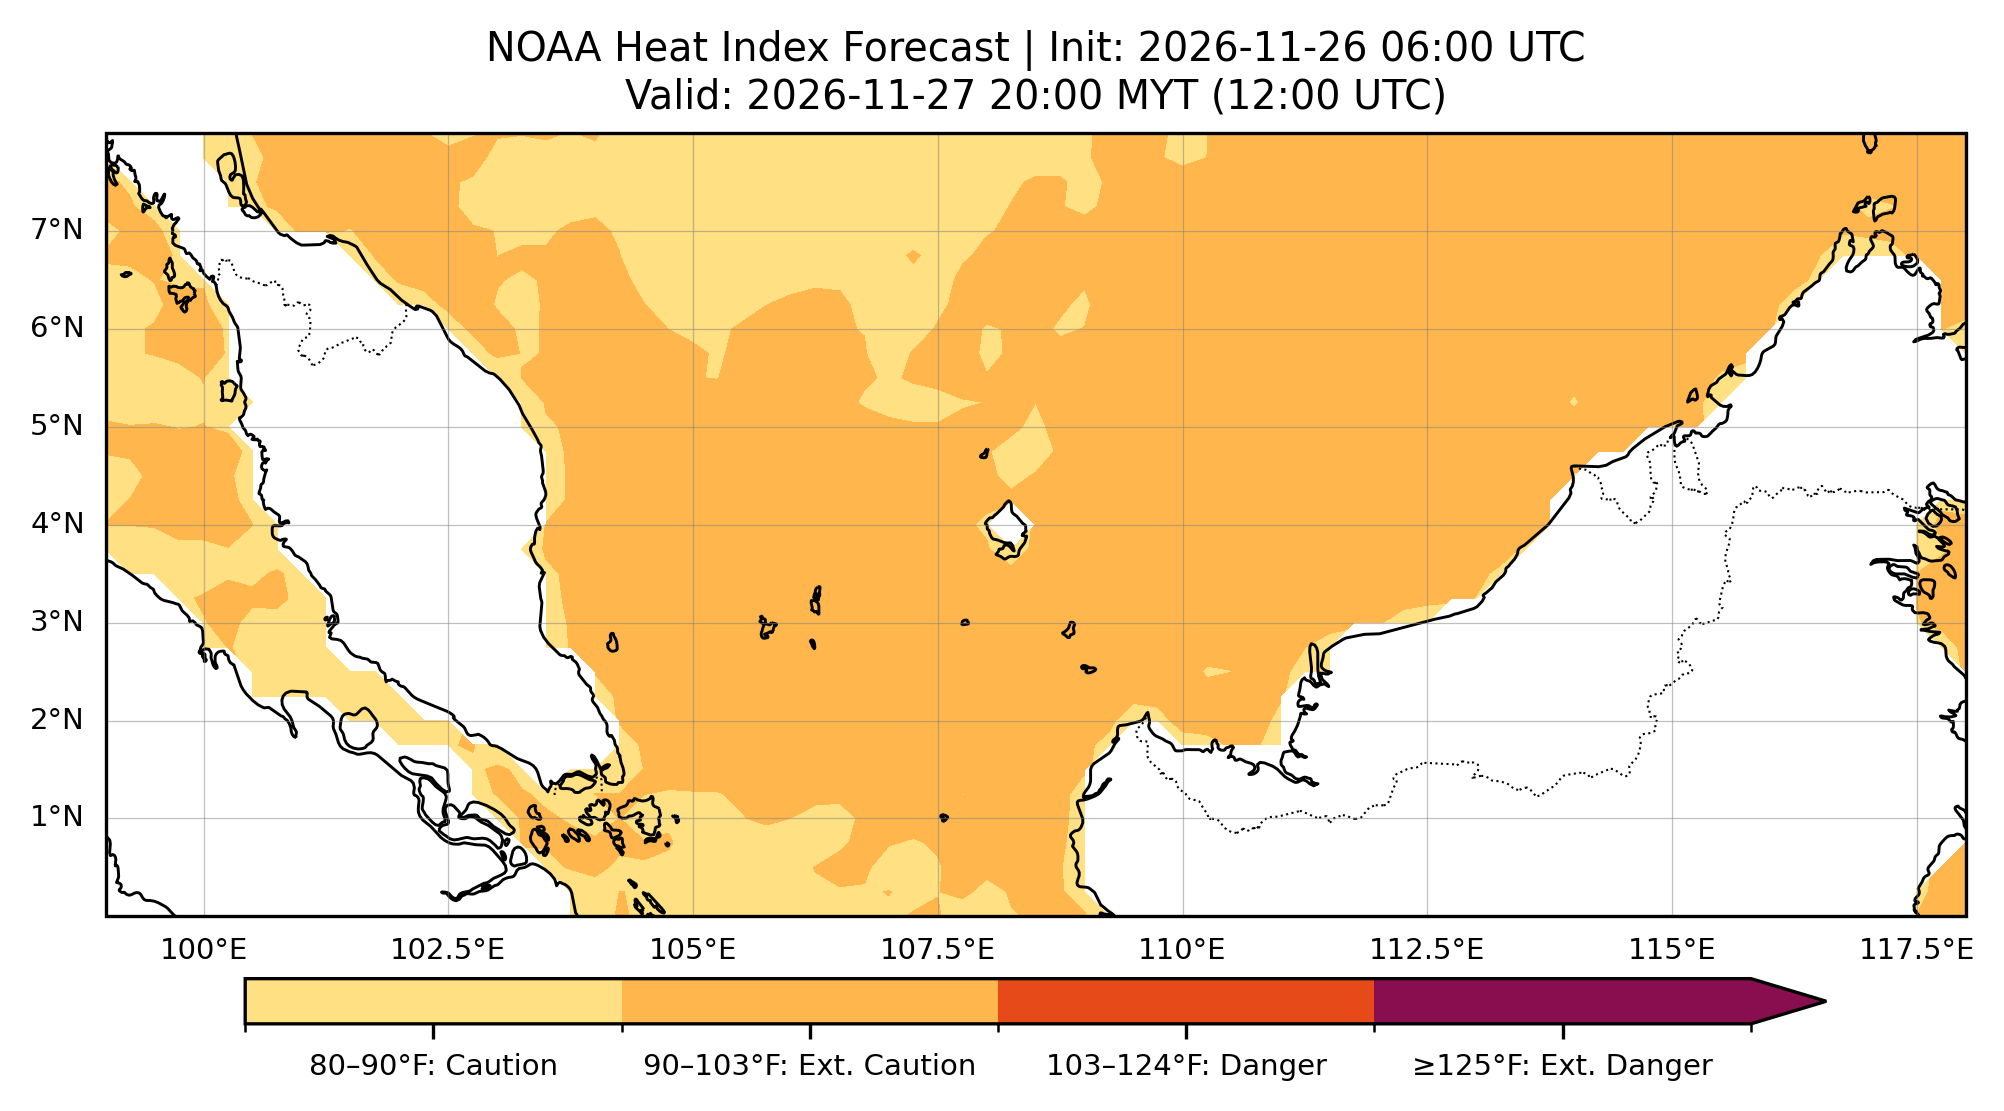 NOAA Heat Index Forecast | Init: 2026-11-26 06:00 UTC
Valid: 2026-11-27 20:00 MYT (12:00 UTC)
7°N
6°N
5°N
4°N
3°N
2°N
1°N
100°E 102.5°E 105°E 107.5°E 110°E 112.5°E 115°E 117.5°E
80–90°F: Caution 90–103°F: Ext. Caution 103–124°F: Danger ≥125°F: Ext. Danger